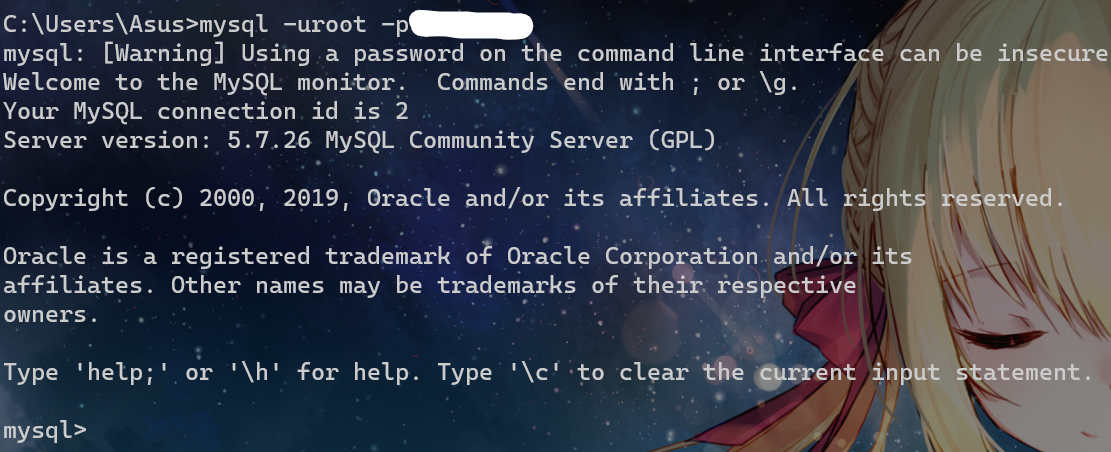 C:\Users\Asus>mysql -uroot -p
mysql: [Warning] Using a password on the command line interface can be insecure
Welcome to the MySQL monitor.  Commands end with ; or \g.
Your MySQL connection id is 2
Server version: 5.7.26 MySQL Community Server (GPL)
Copyright (c) 2000, 2019, Oracle and/or its affiliates. All rights reserved.
Oracle is a registered trademark of Oracle Corporation and/or its
affiliates. Other names may be trademarks of their respective
owners.
Type 'help;' or '\h' for help. Type '\c' to clear the current input statement.
mysql>